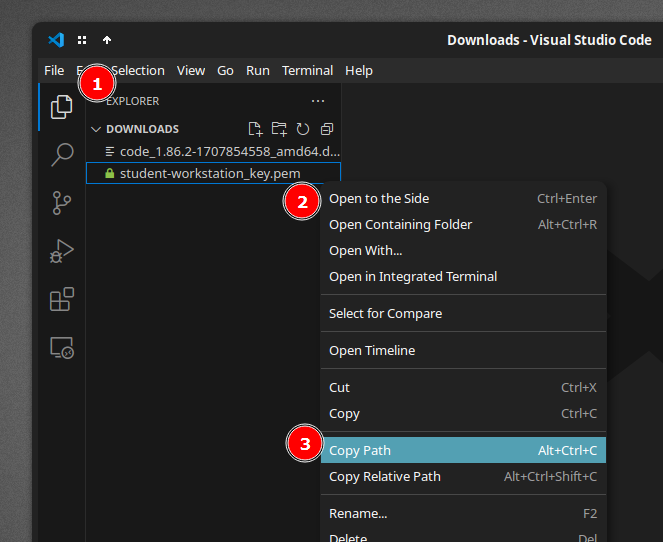 Downloads - Visual Studio Code
File Selection View Go Run Terminal Help
1
EXPLORER ...
DOWNLOADS
code_1.86.2-1707854558_amd64.d...
student-workstation_key.pem
2
Open to the Side Ctrl+Enter
Open Containing Folder Alt+Ctrl+R
Open With...
Open in Integrated Terminal
Select for Compare
Open Timeline
Cut Ctrl+X
Copy Ctrl+C
3
Copy Path Alt+Ctrl+C
Copy Relative Path Alt+Ctrl+Shift+C
Rename... F2
Delete Del